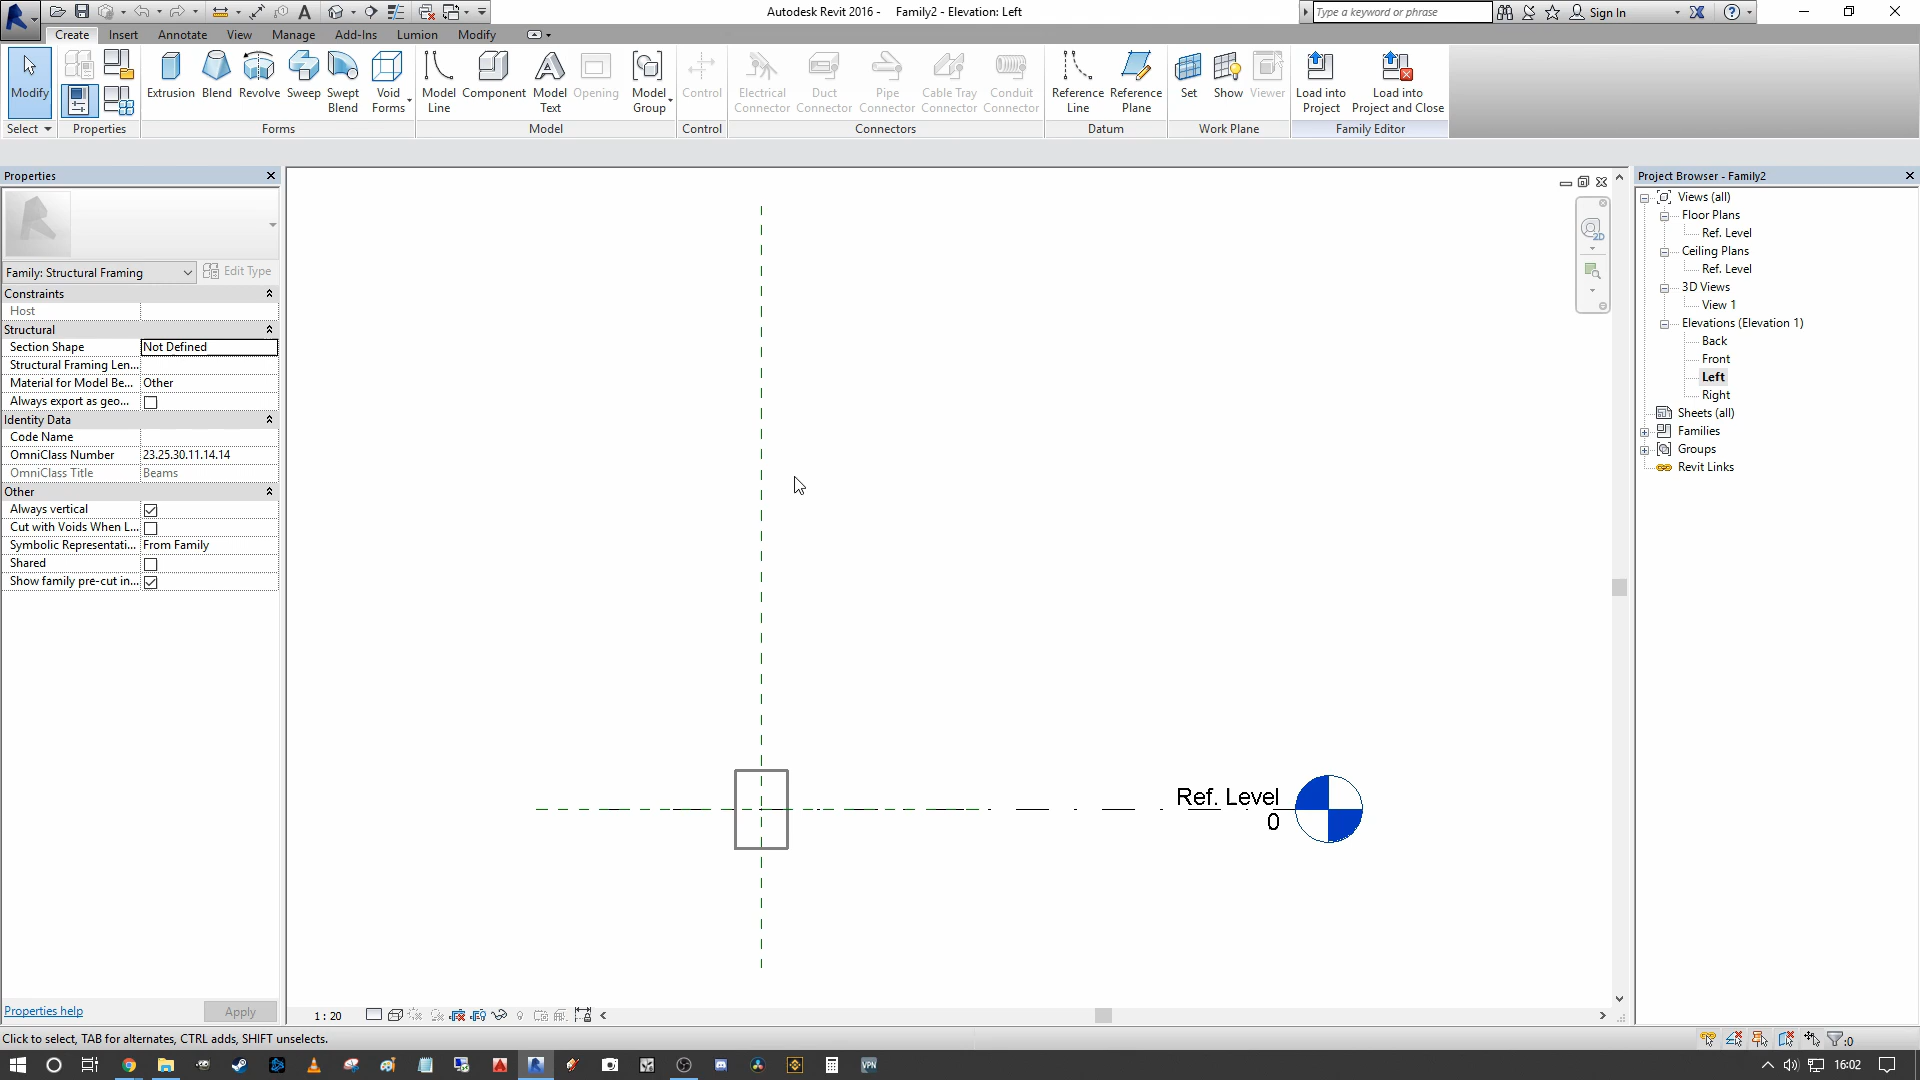 Autodesk Revit 2016 -     Family2 - Elevation: Left
Type a keyword or phrase
Sign In
Create  Insert  Annotate  View  Manage  Add-Ins  Lumion  Modify
Modify
Extrusion  Blend  Revolve  Sweep  Swept Blend  Void Forms
Model Line  Component  Model Text  Opening  Model Group
Control
Electrical Connector  Duct Connector  Pipe Connector  Cable Tray Connector  Conduit Connector
Reference Line  Reference Plane
Set  Show  Viewer
Load into Project  Load into Project and Close
Select  Properties  Forms  Model  Control  Connectors  Datum  Work Plane  Family Editor
Properties
Family: Structural Framing  Edit Type
Constraints
Host
Structural
Section Shape  Not Defined
Structural Framing Len...
Material for Model Be...  Other
Always export as geo...
Identity Data
Code Name
OmniClass Number  23.25.30.11.14.14
OmniClass Title  Beams
Other
Always vertical
Cut with Voids When L...
Symbolic Representati...  From Family
Shared
Show family pre-cut in...
Properties help  Apply
2D
Ref. Level
0
1 : 20
Project Browser - Family2
Views (all)
Floor Plans
Ref. Level
Ceiling Plans
Ref. Level
3D Views
View 1
Elevations (Elevation 1)
Back
Front
Left
Right
Sheets (all)
Families
Groups
Revit Links
Click to select, TAB for alternates, CTRL adds, SHIFT unselects.
:0
VPN
16:02